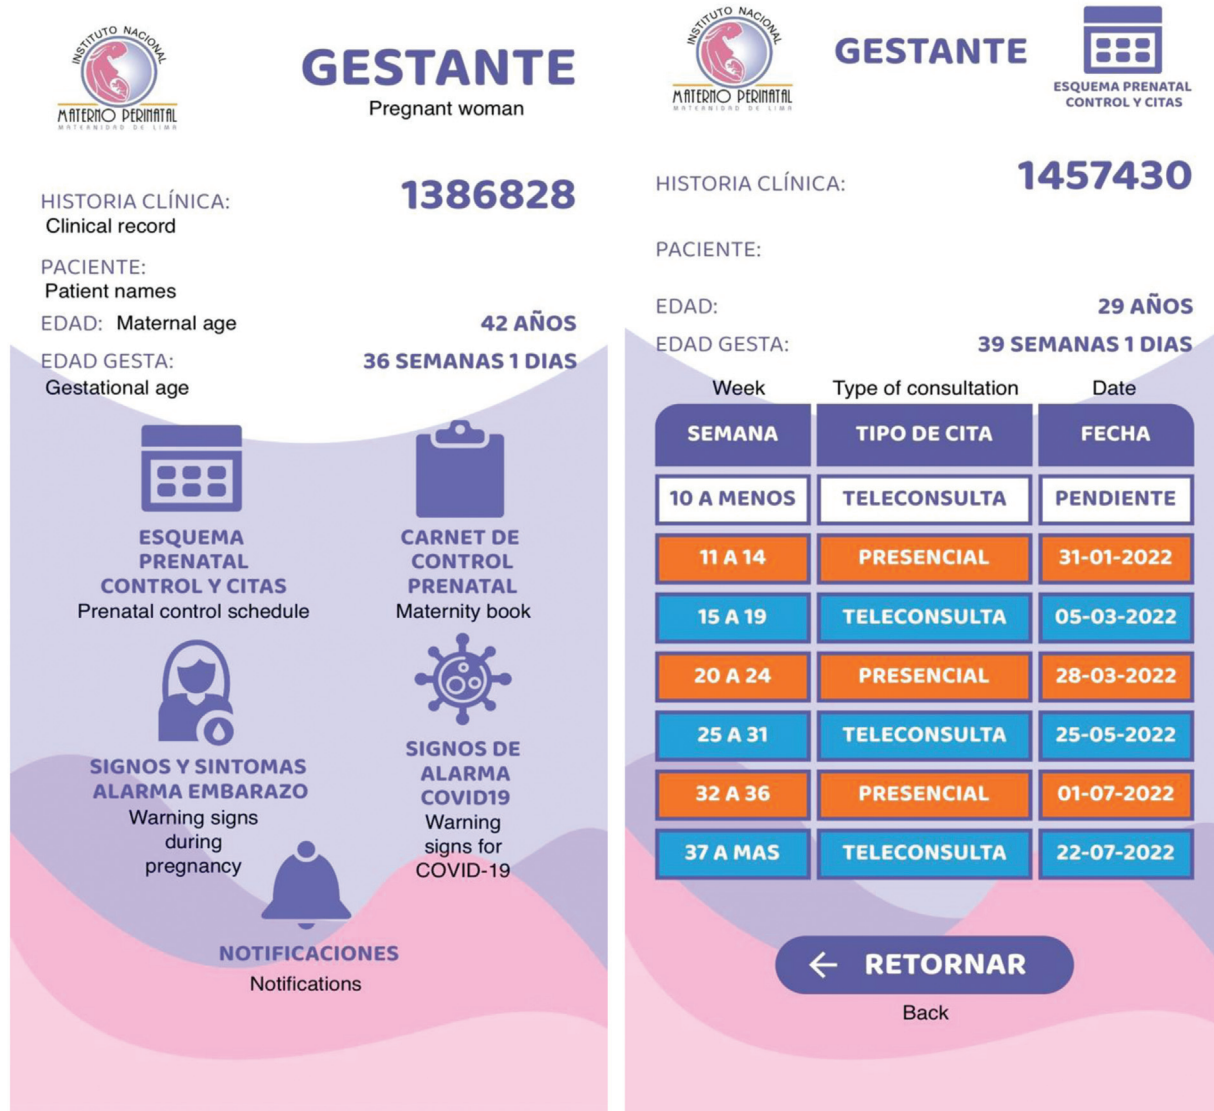 INSTITUTO NACIONAL
MATERNO PERINATAL
MATERNIDAD DE LIMA
GESTANTE
Pregnant woman
HISTORIA CLÍNICA: 1386828
Clinical record
PACIENTE:
Patient names
EDAD: Maternal age 42 AÑOS
EDAD GESTA: 36 SEMANAS 1 DIAS
Gestational age
ESQUEMA
PRENATAL
CONTROL Y CITAS
Prenatal control schedule
CARNET DE
CONTROL
PRENATAL
Maternity book
SIGNOS Y SINTOMAS
ALARMA EMBARAZO
Warning signs
during
pregnancy
SIGNOS DE
ALARMA
COVID19
Warning
signs for
COVID-19
NOTIFICACIONES
Notifications
INSTITUTO NACIONAL
MATERNO PERINATAL
MATERNIDAD DE LIMA
GESTANTE
ESQUEMA PRENATAL
CONTROL Y CITAS
HISTORIA CLÍNICA: 1457430
PACIENTE:
EDAD: 29 AÑOS
EDAD GESTA: 39 SEMANAS 1 DIAS
Week Type of consultation Date
SEMANA TIPO DE CITA FECHA
10 A MENOS TELECONSULTA PENDIENTE
11 A 14 PRESENCIAL 31-01-2022
15 A 19 TELECONSULTA 05-03-2022
20 A 24 PRESENCIAL 28-03-2022
25 A 31 TELECONSULTA 25-05-2022
32 A 36 PRESENCIAL 01-07-2022
37 A MAS TELECONSULTA 22-07-2022
← RETORNAR
Back